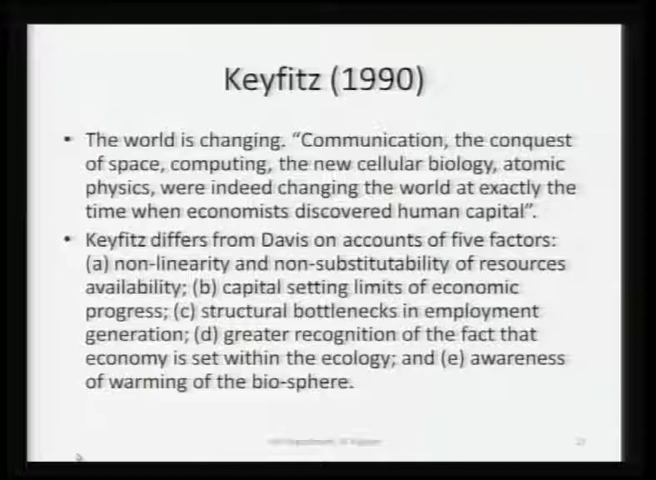 Keyfitz (1990)
• The world is changing. “Communication, the conquest
of space, computing, the new cellular biology, atomic
physics, were indeed changing the world at exactly the
time when economists discovered human capital”.
• Keyfitz differs from Davis on accounts of five factors:
(a) non-linearity and non-substitutability of resources
availability; (b) capital setting limits of economic
progress; (c) structural bottlenecks in employment
generation; (d) greater recognition of the fact that
economy is set within the ecology; and (e) awareness
of warming of the bio-sphere.